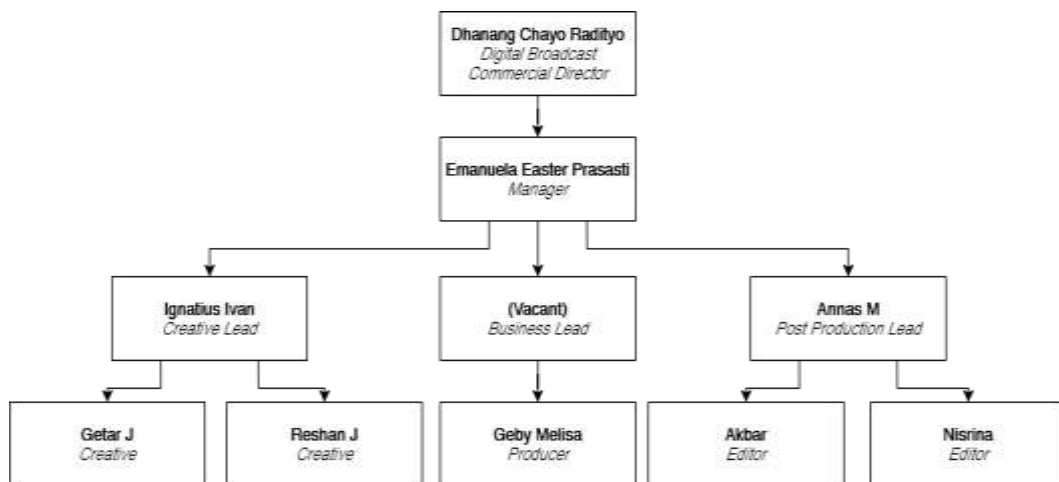 Dhanang Chayo Radityo
Digital Broadcast
Commercial Director
Emanuela Easter Prasasti
Manager
Ignatius Ivan
Creative Lead
(Vacant)
Business Lead
Annas M
Post Production Lead
Getar J
Creative
Reshan J
Creative
Geby Melisa
Producer
Akbar
Editor
Nisrina
Editor